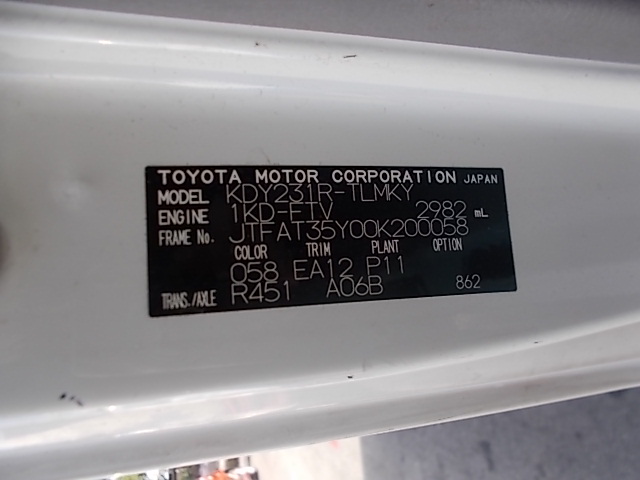 TOYOTA MOTOR CORPORATION JAPAN
MODEL KDY231R-TLMKY
ENGINE 1KD-FTV 2982 mL
FRAME No. JTFAT35Y00K200058
COLOR TRIM PLANT OPTION
058 EA12 P11
TRANS./AXLE R451 A06B 862